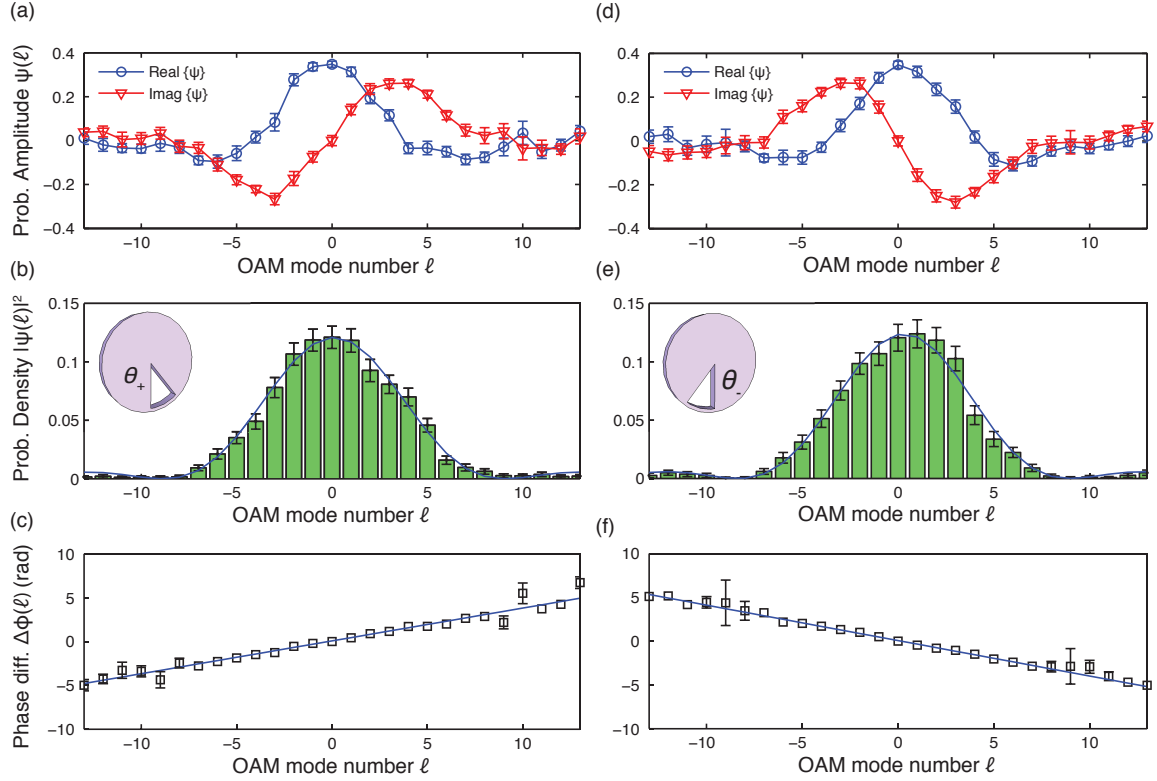 (a)
Prob. Amplitude ψ(ℓ)
0.4
0.2
0
−0.2
−0.4
Real {ψ}
Imag {ψ}
−10 −5 0 5 10
OAM mode number ℓ
(d)
0.4
0.2
0
−0.2
−0.4
Real {ψ}
Imag {ψ}
−10 −5 0 5 10
OAM mode number ℓ
(b)
Prob. Density |ψ(ℓ)|²
0.15
0.1
0.05
0
θ+
−10 −5 0 5 10
OAM mode number ℓ
(e)
0.15
0.1
0.05
0
θ-
−10 −5 0 5 10
OAM mode number ℓ
(c)
Phase diff. Δϕ(ℓ) (rad)
10
5
0
−5
−10
−10 −5 0 5 10
OAM mode number ℓ
(f)
10
5
0
−5
−10
−10 −5 0 5 10
OAM mode number ℓ